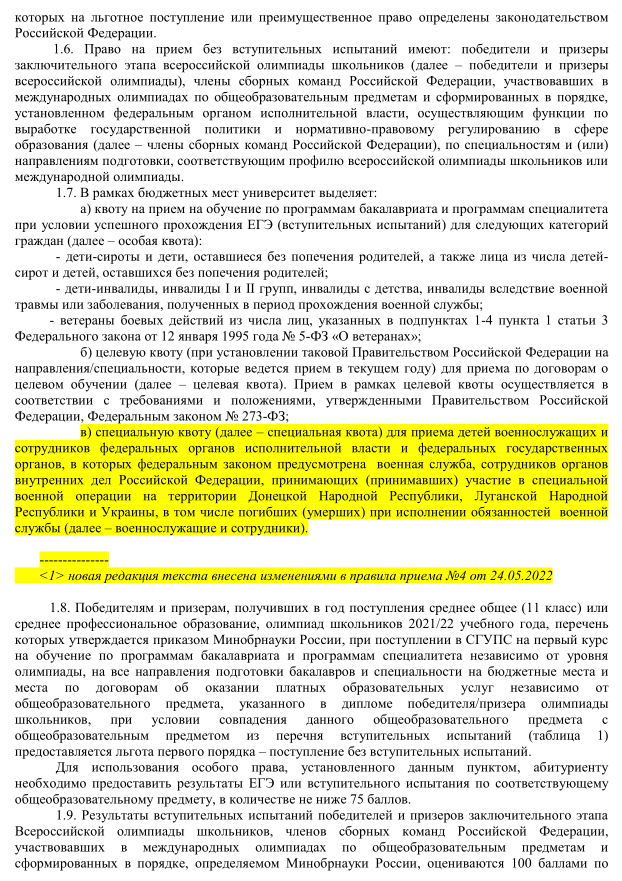 которых на льготное поступление или преимущественное право определены законодательством
Российской Федерации.
1.6. Право на прием без вступительных испытаний имеют: победители и призеры
заключительного этапа всероссийской олимпиады школьников (далее – победители и призеры
всероссийской олимпиады), члены сборных команд Российской Федерации, участвовавших в
международных олимпиадах по общеобразовательным предметам и сформированных в порядке,
установленном федеральным органом исполнительной власти, осуществляющим функции по
выработке государственной политики и нормативно-правовому регулированию в сфере
образования (далее – члены сборных команд Российской Федерации), по специальностям и (или)
направлениям подготовки, соответствующим профилю всероссийской олимпиады школьников или
международной олимпиады.
1.7. В рамках бюджетных мест университет выделяет:
а) квоту на прием на обучение по программам бакалавриата и программам специалитета
при условии успешного прохождения ЕГЭ (вступительных испытаний) для следующих категорий
граждан (далее – особая квота):
- дети-сироты и дети, оставшиеся без попечения родителей, а также лица из числа детей-
сирот и детей, оставшихся без попечения родителей;
- дети-инвалиды, инвалиды I и II групп, инвалиды с детства, инвалиды вследствие военной
травмы или заболевания, полученных в период прохождения военной службы;
- ветераны боевых действий из числа лиц, указанных в подпунктах 1-4 пункта 1 статьи 3
Федерального закона от 12 января 1995 года № 5-ФЗ «О ветеранах»;
б) целевую квоту (при установлении таковой Правительством Российской Федерации на
направления/специальности, которые ведется прием в текущем году) для приема по договорам о
целевом обучении (далее – целевая квота). Прием в рамках целевой квоты осуществляется в
соответствии с требованиями и положениями, утвержденными Правительством Российской
Федерации, Федеральным законом № 273-ФЗ;
в) специальную квоту (далее – специальная квота) для приема детей военнослужащих и
сотрудников федеральных органов исполнительной власти и федеральных государственных
органов, в которых федеральным законом предусмотрена военная служба, сотрудников органов
внутренних дел Российской Федерации, принимающих (принимавших) участие в специальной
военной операции на территории Донецкой Народной Республики, Луганской Народной
Республики и Украины, в том числе погибших (умерших) при исполнении обязанностей военной
службы (далее – военнослужащие и сотрудники).
---------------
<1> новая редакция текста внесена изменениями в правила приема №4 от 24.05.2022
1.8. Победителям и призерам, получивших в год поступления среднее общее (11 класс) или
среднее профессиональное образование, олимпиад школьников 2021/22 учебного года, перечень
которых утверждается приказом Минобрнауки России, при поступлении в СГУПС на первый курс
на обучение по программам бакалавриата и программам специалитета независимо от уровня
олимпиады, на все направления подготовки бакалавров и специальности на бюджетные места и
места по договорам об оказании платных образовательных услуг независимо от
общеобразовательного предмета, указанного в дипломе победителя/призера олимпиады
школьников, при условии совпадения данного общеобразовательного предмета с
общеобразовательным предметом из перечня вступительных испытаний (таблица 1)
предоставляется льгота первого порядка – поступление без вступительных испытаний.
Для использования особого права, установленного данным пунктом, абитуриенту
необходимо предоставить результаты ЕГЭ или вступительного испытания по соответствующему
общеобразовательному предмету, в количестве не ниже 75 баллов.
1.9. Результаты вступительных испытаний победителей и призеров заключительного этапа
Всероссийской олимпиады школьников, членов сборных команд Российской Федерации,
участвовавших в международных олимпиадах по общеобразовательным предметам и
сформированных в порядке, определяемом Минобрнауки России, оцениваются 100 баллами по